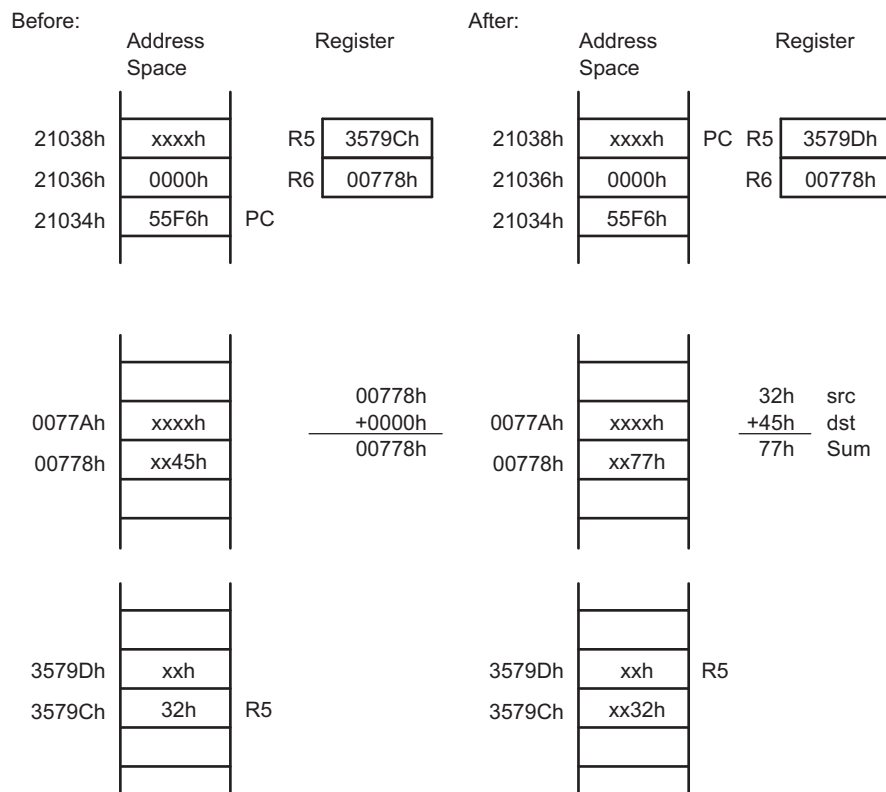 Before:
After:
Address Space
Register
Address Space
Register
21038h xxxxh R5 3579Ch
21036h 0000h R6 00778h
21034h 55F6h PC
21038h xxxxh PC R5 3579Dh
21036h 0000h R6 00778h
21034h 55F6h
00778h
0077Ah xxxxh +0000h
00778h xx45h 00778h
32h src
0077Ah xxxxh +45h dst
00778h xx77h 77h Sum
3579Dh xxh
3579Ch 32h R5
3579Dh xxh R5
3579Ch xx32h